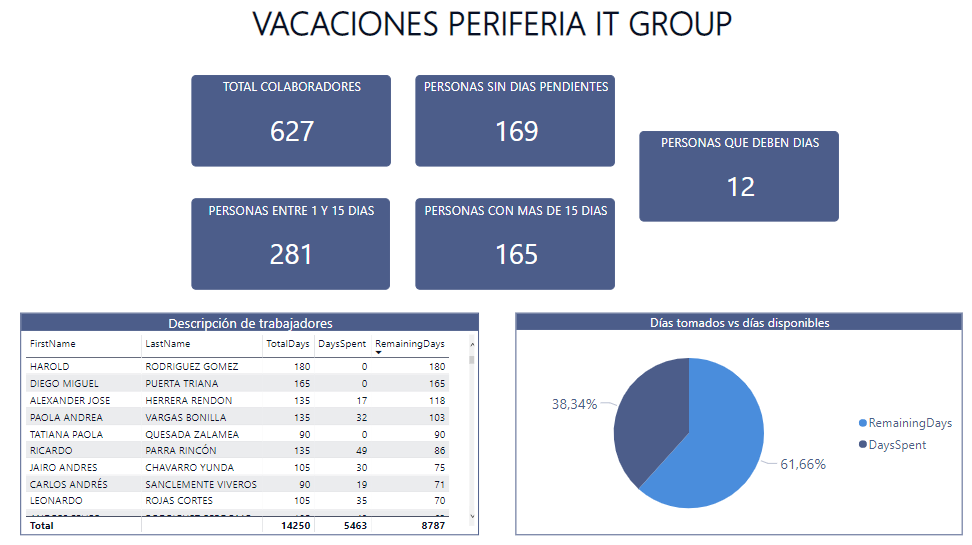 VACACIONES PERIFERIA IT GROUP
TOTAL COLABORADORES
627
PERSONAS SIN DIAS PENDIENTES
169
PERSONAS QUE DEBEN DIAS
12
PERSONAS ENTRE 1 Y 15 DIAS
281
PERSONAS CON MAS DE 15 DIAS
165
Descripción de trabajadores
FirstName LastName TotalDays DaysSpent RemainingDays
HAROLD RODRIGUEZ GOMEZ 180 0 180
DIEGO MIGUEL PUERTA TRIANA 165 0 165
ALEXANDER JOSE HERRERA RENDON 135 17 118
PAOLA ANDREA VARGAS BONILLA 135 32 103
TATIANA PAOLA QUESADA ZALAMEA 90 0 90
RICARDO PARRA RINCÓN 135 49 86
JAIRO ANDRES CHAVARRO YUNDA 105 30 75
CARLOS ANDRÉS SANCLEMENTE VIVEROS 90 19 71
LEONARDO ROJAS CORTES 105 35 70
Total 14250 5463 8787
Días tomados vs días disponibles
38,34%
61,66%
RemainingDays
DaysSpent